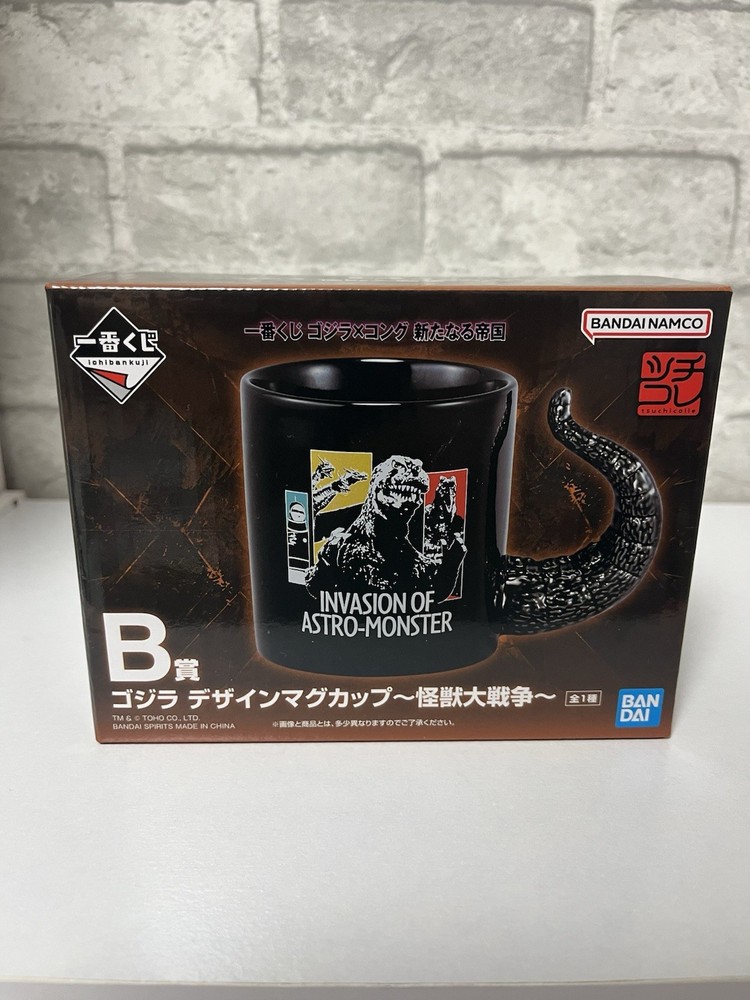 一番くじ
ichibankuji
一番くじ ゴジラ×コング 新たなる帝国
BANDAI NAMCO
ツチ
コレ
tsuchicolle
INVASION OF
ASTRO-MONSTER
B賞
ゴジラ デザインマグカップ～怪獣大戦争～ 全1種
TM & © TOHO CO., LTD.
BANDAI SPIRITS MADE IN CHINA
※画像と商品とは、多少異なりますのでご了承ください。
BAN
DAI